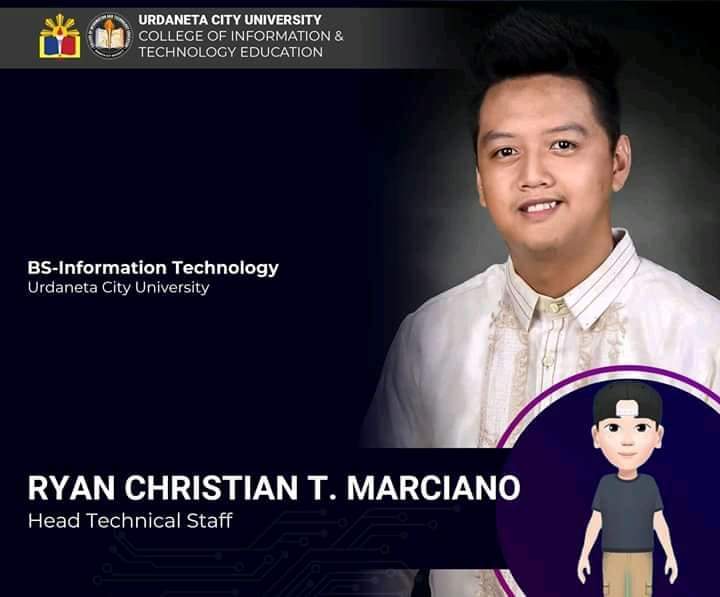 URDANETA CITY UNIVERSITY
COLLEGE OF INFORMATION &
TECHNOLOGY EDUCATION
BS-Information Technology
Urdaneta City University
RYAN CHRISTIAN T. MARCIANO
Head Technical Staff